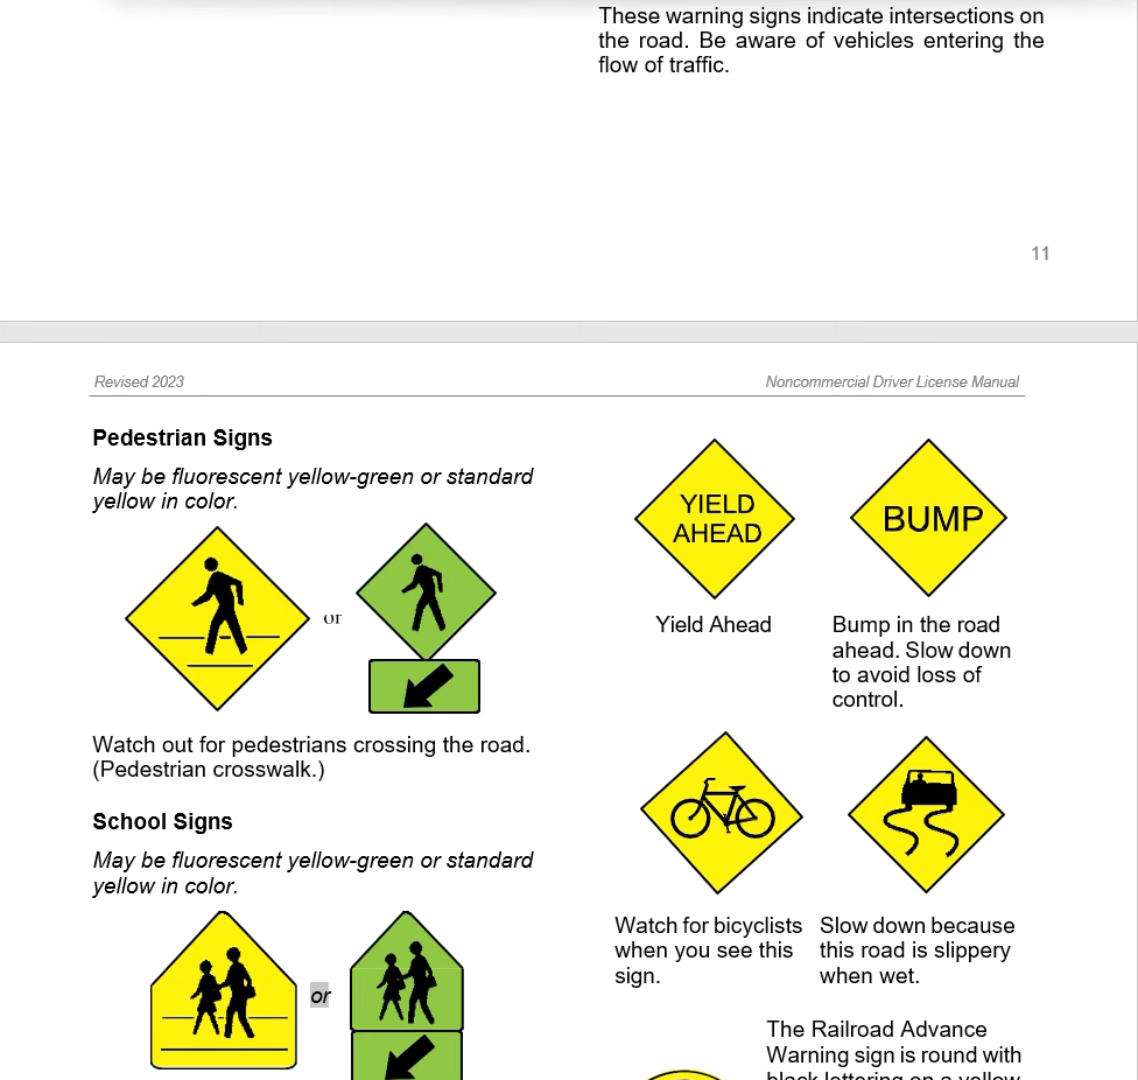 These warning signs indicate intersections on
the road. Be aware of vehicles entering the
flow of traffic.
11
Revised 2023
Noncommercial Driver License Manual
Pedestrian Signs
May be fluorescent yellow-green or standard
yellow in color.
or
Watch out for pedestrians crossing the road.
(Pedestrian crosswalk.)
School Signs
May be fluorescent yellow-green or standard
yellow in color.
or
YIELD
AHEAD
Yield Ahead
BUMP
Bump in the road
ahead. Slow down
to avoid loss of
control.
Watch for bicyclists
when you see this
sign.
Slow down because
this road is slippery
when wet.
The Railroad Advance
Warning sign is round with
black lettering on a yellow